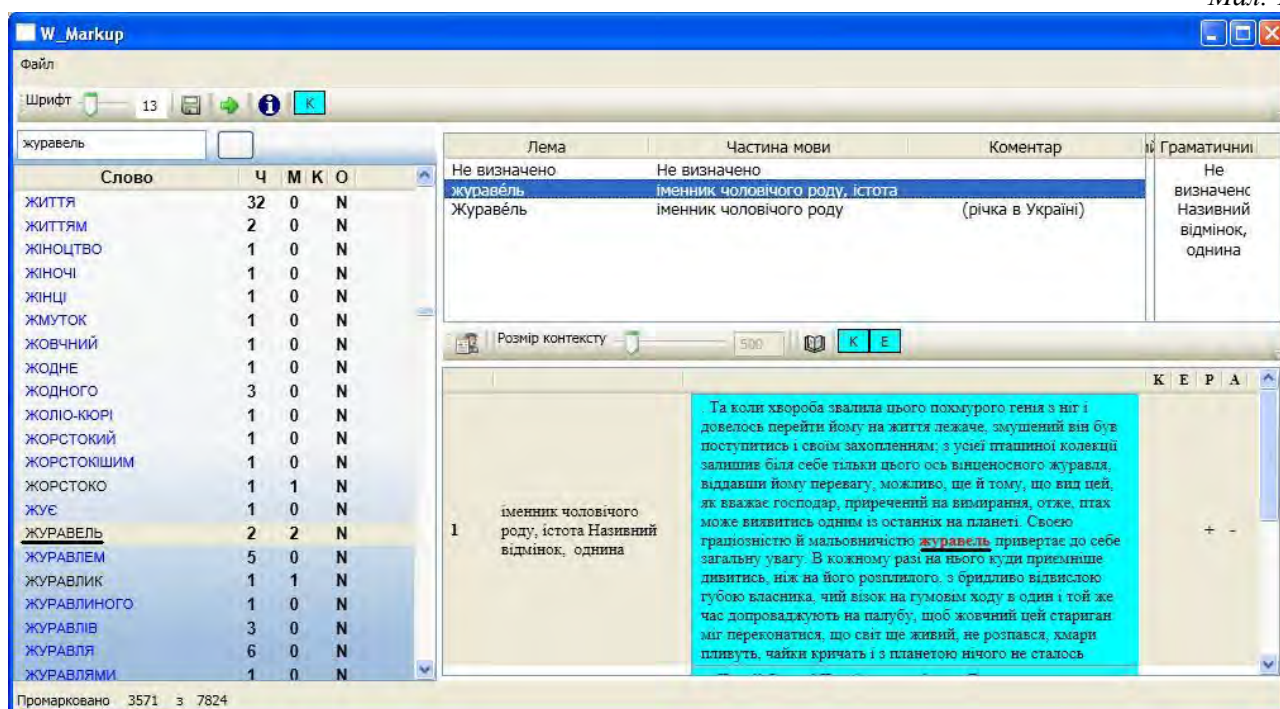 Мал.
W_Markup
Файл
Шрифт 13 K
журавель
Слово Ч М К О
ЖИТТЯ 32 0 N
ЖИТТЯМ 2 0 N
ЖІНОЦТВО 1 0 N
ЖІНОЧІ 1 0 N
ЖІНЦІ 1 0 N
ЖМУТОК 1 0 N
ЖОВЧНИЙ 1 0 N
ЖОДНЕ 1 0 N
ЖОДНОГО 3 0 N
ЖОЛІО-КЮРІ 1 0 N
ЖОРСТОКИЙ 1 0 N
ЖОРСТОКІШИМ 1 0 N
ЖОРСТОКО 1 1 N
ЖУЄ 1 0 N
ЖУРАВЕЛЬ 2 2 N
ЖУРАВЛЕМ 5 0 N
ЖУРАВЛИК 1 1 N
ЖУРАВЛИНОГО 1 0 N
ЖУРАВЛІВ 3 0 N
ЖУРАВЛЯ 6 0 N
ЖУРАВЛЯМИ 1 0 N
Промарковано 3571 з 7824
Лема Частина мови Коментар
Не визначено Не визначено
журавéль іменник чоловічого роду, істота
Журавéль іменник чоловічого роду (річка в Україні)
Граматичниі
Не
визначенс
Називний
відмінок,
однина
Розмір контексту 500 K E
K E P A
1
іменник чоловічого
роду, істота Називний
відмінок, однина
Та коли хвороба звалила цього похмурого генія з ніг і
довелось перейти йому на життя лежаче, змушений він був
поступитись і своїм захопленням; з усієї пташиної колекції
залишив біля себе тільки цього ось вінценосного журавля,
віддавши йому перевагу, можливо, ще й тому, що вид цей,
як вважає господар, приречений на вимирання, отже, птах
може виявитись одним із останніх на планеті. Своєю
граціозністю й мальовничістю журавель привертає до себе
загальну увагу. В кожному разі на нього куди приємніше
дивитись, ніж на його розплилого, з бридливо відвислою
губою власника, чий візок на гумовім ходу в один і той же
час допроваджують на палубу, щоб жовчний цей стариган
міг переконатися, що світ ще живий, не розпався, хмари
пливуть, чайки кричать і з планетою нічого не сталось
+ -